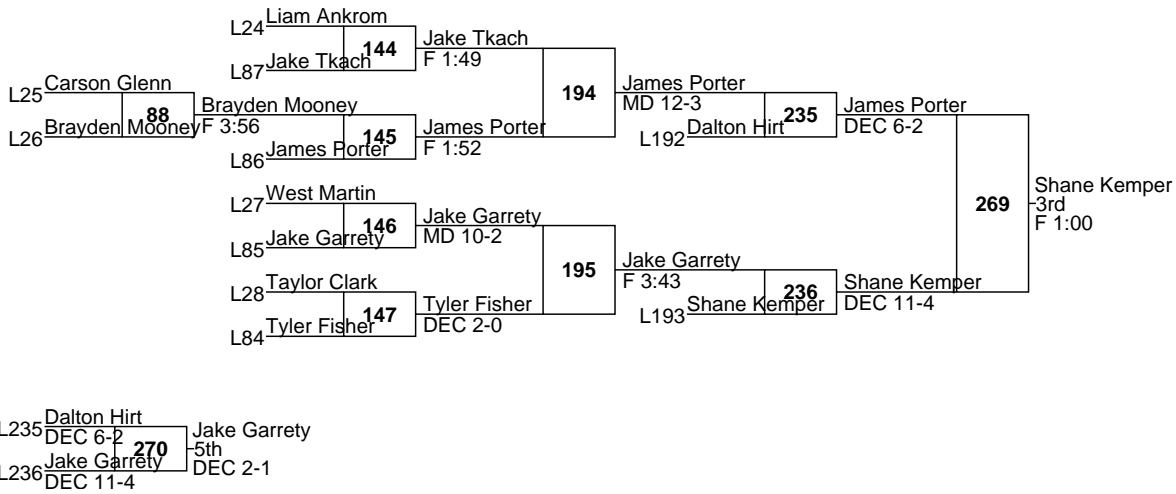 L24 Liam Ankrom
144
Jake Tkach
F 1:49
L87 Jake Tkach
L25 Carson Glenn
88
Brayden Mooney
F 3:56
L26 Brayden Mooney
145
James Porter
F 1:52
L86 James Porter
194
James Porter
MD 12-3
235
James Porter
DEC 6-2
L192 Dalton Hirt
L27 West Martin
146
Jake Garrety
MD 10-2
L85 Jake Garrety
195
Jake Garrety
F 3:43
L28 Taylor Clark
147
Tyler Fisher
DEC 2-0
L84 Tyler Fisher
236
Shane Kemper
DEC 11-4
L193 Shane Kemper
269
Shane Kemper
3rd
F 1:00
L235 Dalton Hirt
DEC 6-2
270
Jake Garrety
5th
DEC 2-1
L236 Jake Garrety
DEC 11-4